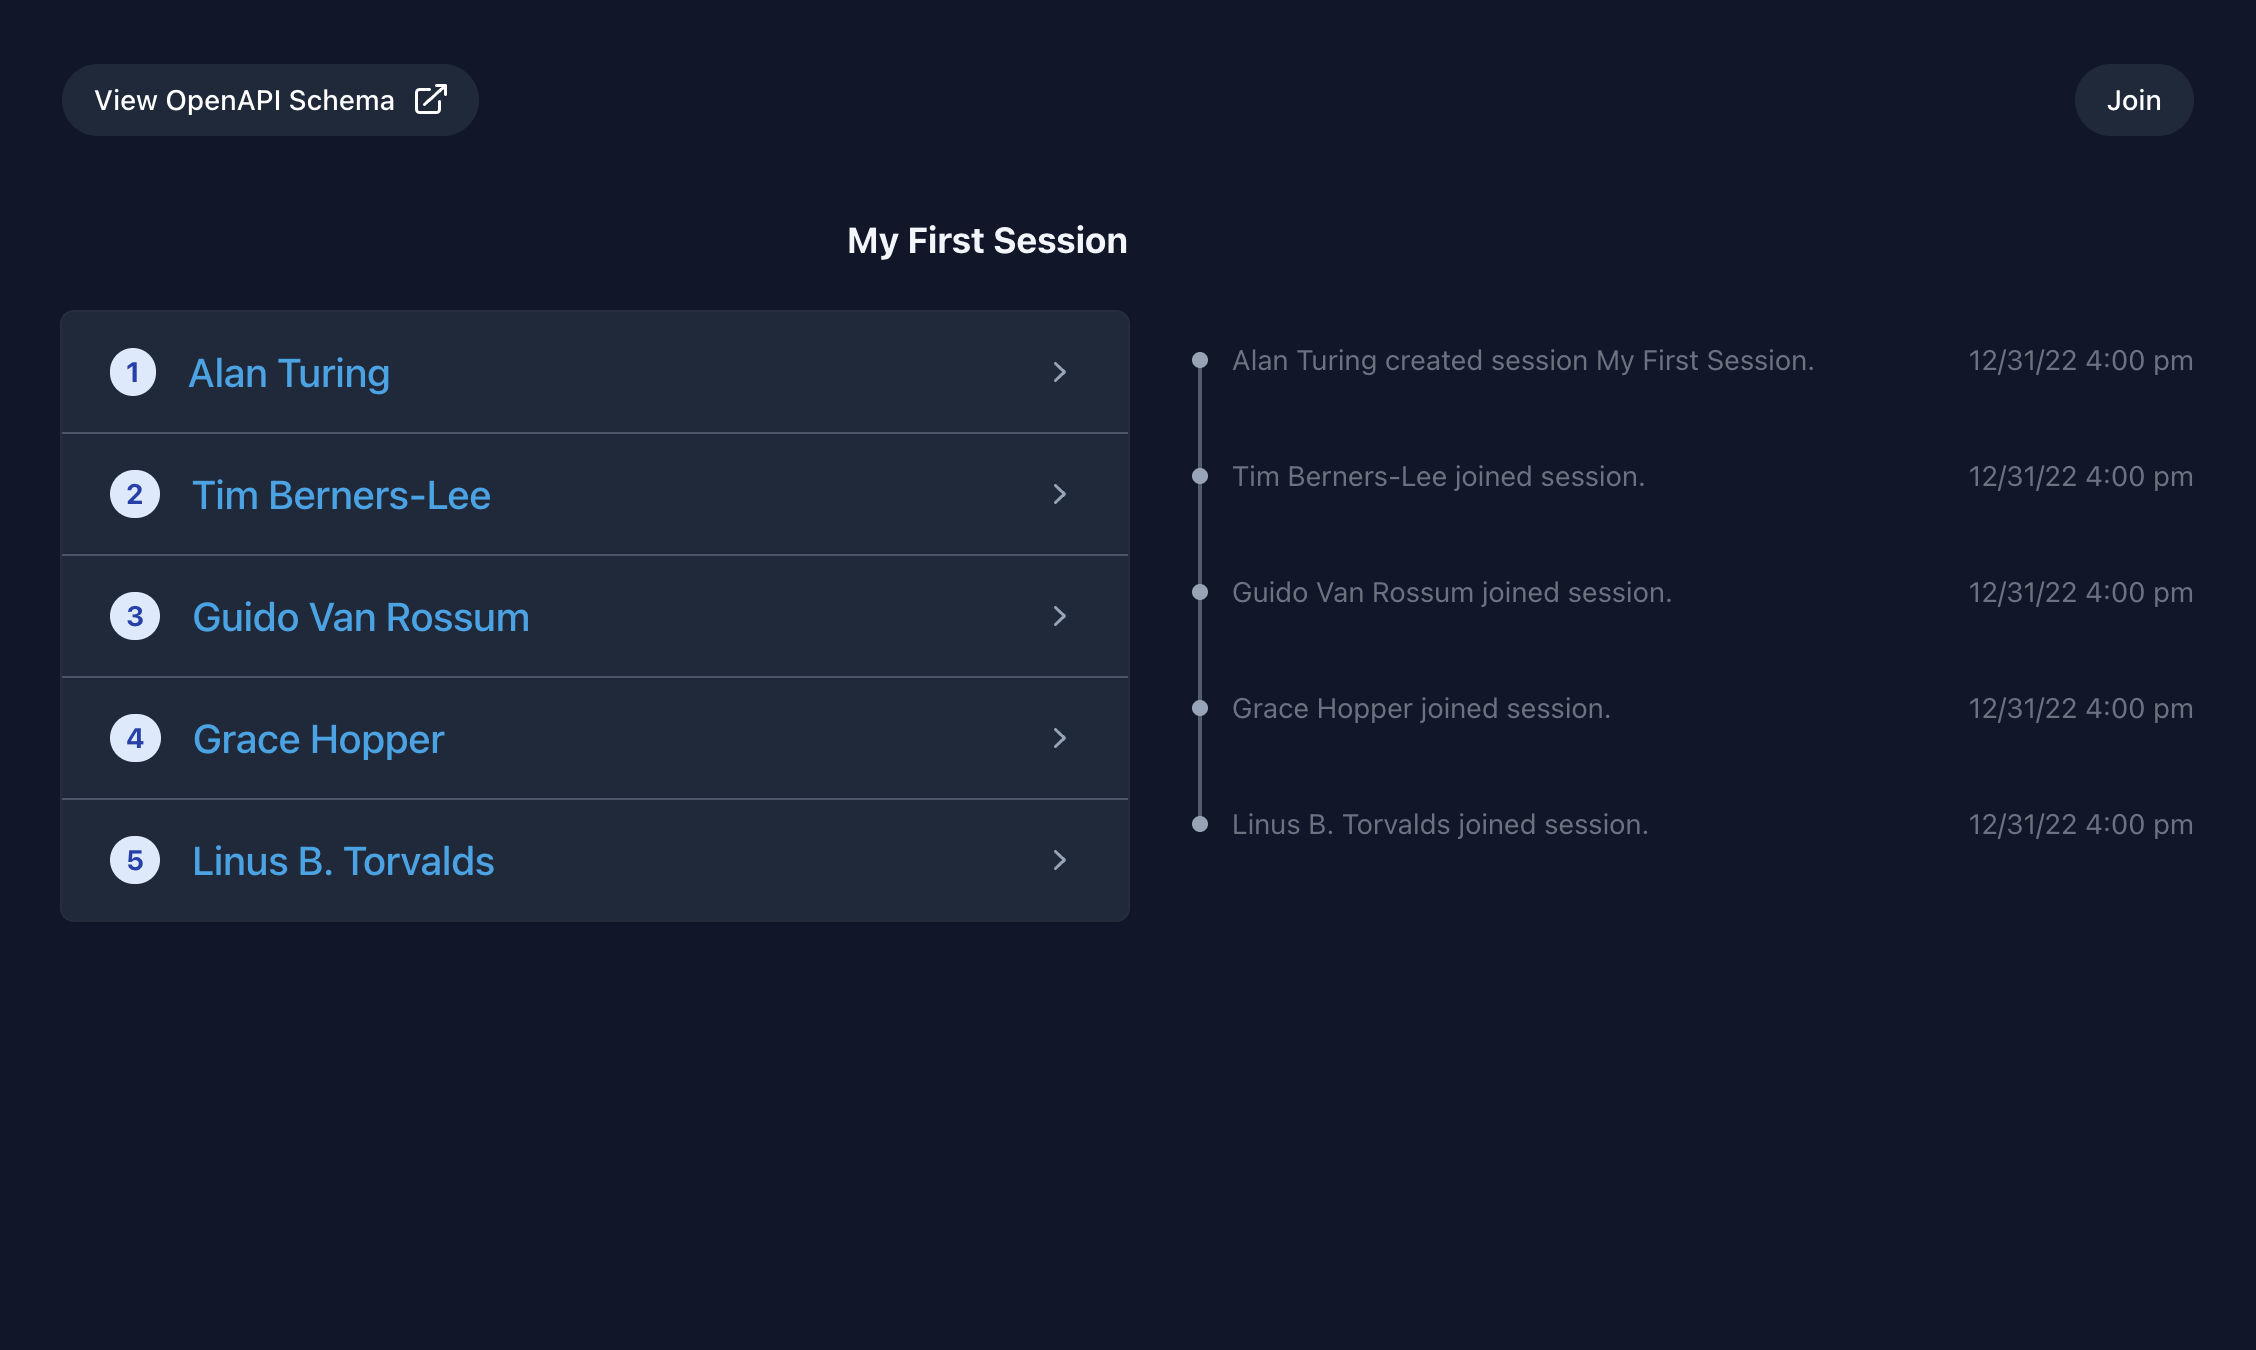 View OpenAPI Schema
Join
My First Session
1 Alan Turing
2 Tim Berners-Lee
3 Guido Van Rossum
4 Grace Hopper
5 Linus B. Torvalds
Alan Turing created session My First Session. 12/31/22 4:00 pm
Tim Berners-Lee joined session. 12/31/22 4:00 pm
Guido Van Rossum joined session. 12/31/22 4:00 pm
Grace Hopper joined session. 12/31/22 4:00 pm
Linus B. Torvalds joined session. 12/31/22 4:00 pm